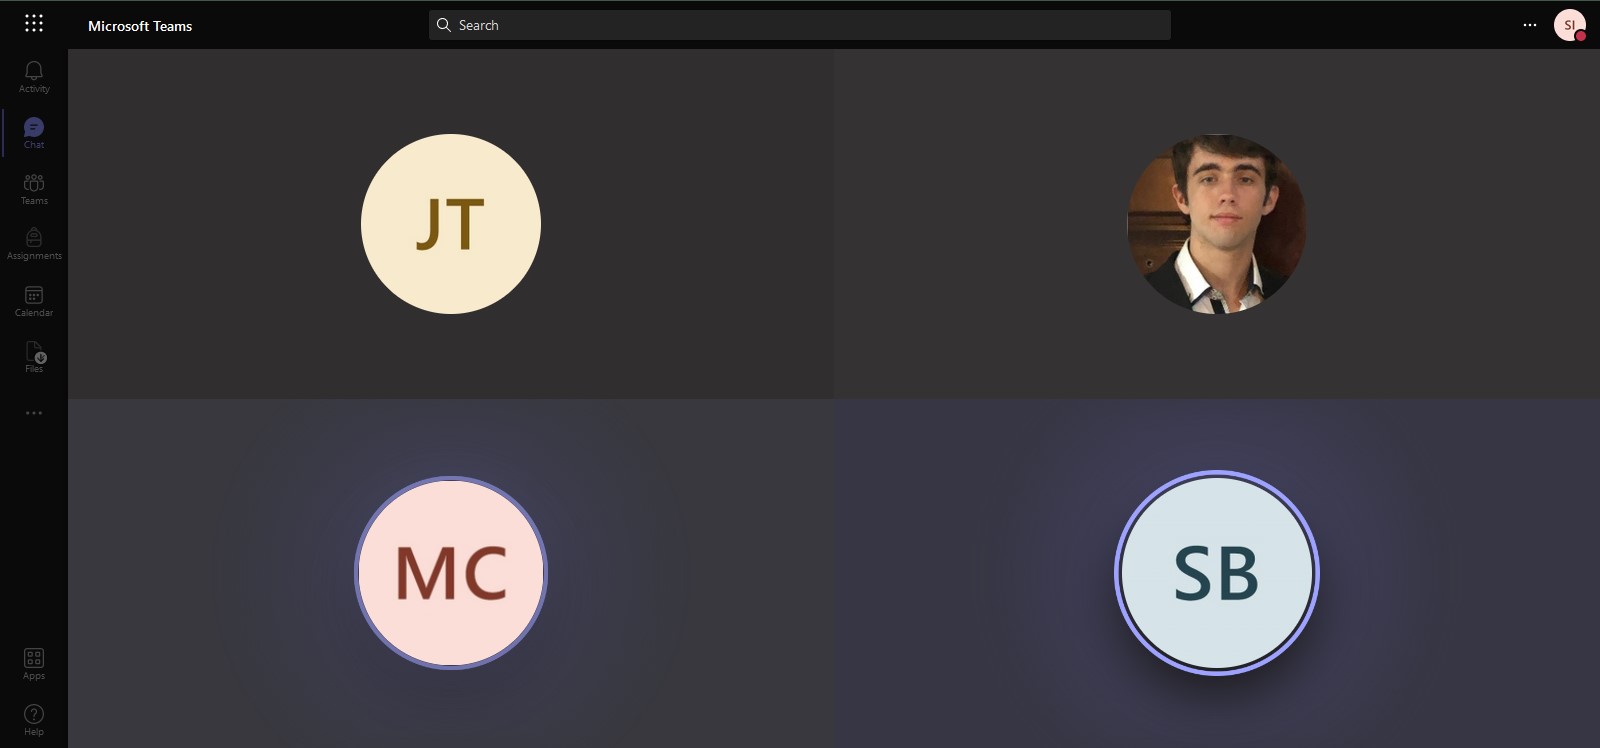 Microsoft Teams
Search
SI
Activity
Chat
Teams
Assignments
Calendar
Files
Apps
Help
JT
MC
SB